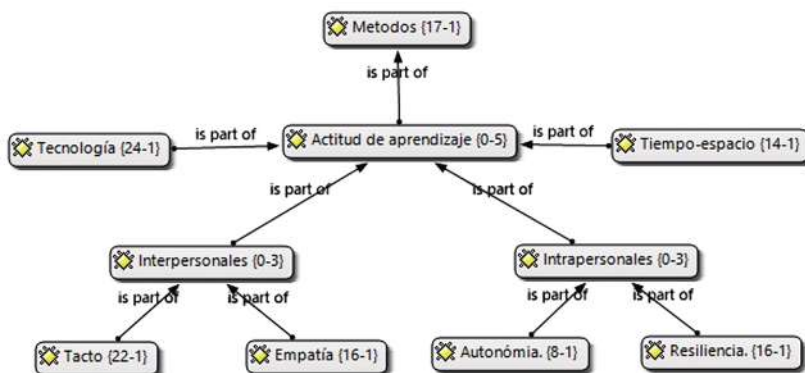 Metodos {17-1}
is part of
Tecnología {24-1}
is part of
Actitud de aprendizaje {0-5}
is part of
Tiempo-espacio {14-1}
is part of
is part of
Interpersonales {0-3}
Intrapersonales {0-3}
is part of
is part of
is part of
is part of
Tacto {22-1}
Empatía {16-1}
Autonómia. {8-1}
Resiliencia. {16-1}